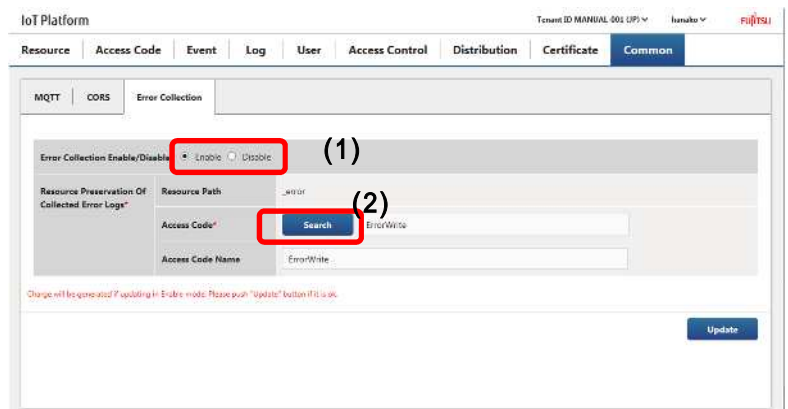 IoT Platform Tenant ID MANUAL 001 (JP) hanako FUJITSU
Resource Access Code Event Log User Access Control Distribution Certificate Common
MQTT CORS Error Collection
Error Collection Enable/Disable Enable Disable (1)
Resource Preservation Of Collected Error Logs* Resource Path _error
(2)
Access Code* Search ErrorWrite
Access Code Name ErrorWrite
Charge will be generated if updating in Enable mode. Please push "Update" button if it is ok.
Update